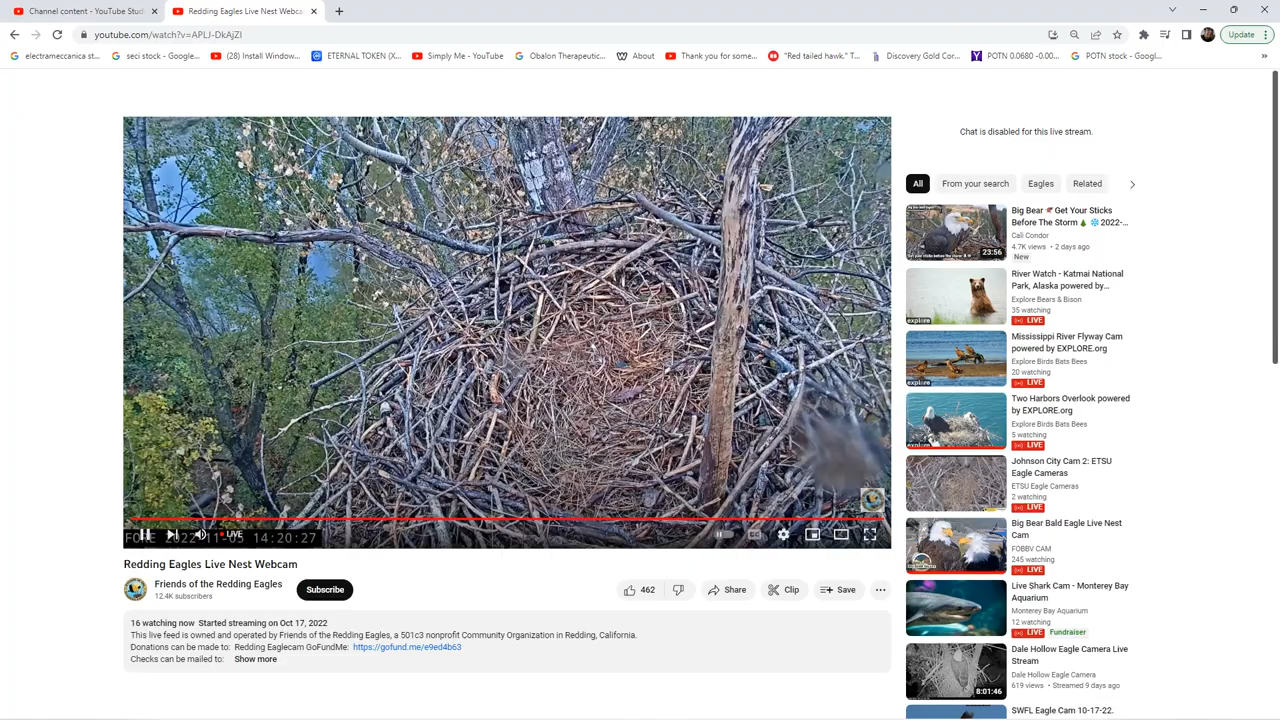 Channel content - YouTube Stud
Redding Eagles Live Nest Webca
youtube.com/watch?v=APLJ-DkAjZI
Update
electrameccanica st...
seci stock - Google...
(28) Install Window...
ETERNAL TOKEN (X...
Simply Me - YouTube
Obalon Therapeutic...
About
Thank you for some...
"Red tailed hawk." T...
Discovery Gold Cor...
POTN 0.0680 -0.00...
POTN stock - Googl...
Chat is disabled for this live stream.
All
From your search
Eagles
Related
Big Bear 🦅 Get Your Sticks
Before The Storm 🌲 ❄️ 2022-...
Cali Condor
4.7K views • 2 days ago
New
23:56
River Watch - Katmai National
Park, Alaska powered by...
Explore Bears & Bison
35 watching
LIVE
explore
Mississippi River Flyway Cam
powered by EXPLORE.org
Explore Birds Bats Bees
20 watching
LIVE
explore
Two Harbors Overlook powered
by EXPLORE.org
Explore Birds Bats Bees
5 watching
LIVE
explore
Johnson City Cam 2: ETSU
Eagle Cameras
ETSU Eagle Cameras
2 watching
LIVE
Big Bear Bald Eagle Live Nest
Cam
FOBBV CAM
245 watching
LIVE
Live Shark Cam - Monterey Bay
Aquarium
Monterey Bay Aquarium
12 watching
LIVE Fundraiser
Dale Hollow Eagle Camera Live
Stream
Dale Hollow Eagle Camera
619 views • Streamed 9 days ago
8:01:46
SWFL Eagle Cam 10-17-22.
LIVE
14:20:27
Redding Eagles Live Nest Webcam
Friends of the Redding Eagles
12.4K subscribers
Subscribe
462
Share
Clip
Save
16 watching now Started streaming on Oct 17, 2022
This live feed is owned and operated by Friends of the Redding Eagles, a 501c3 nonprofit Community Organization in Redding, California.
Donations can be made to: Redding Eaglecam GoFundMe: https://gofund.me/e9ed4b63
Checks can be mailed to: Show more